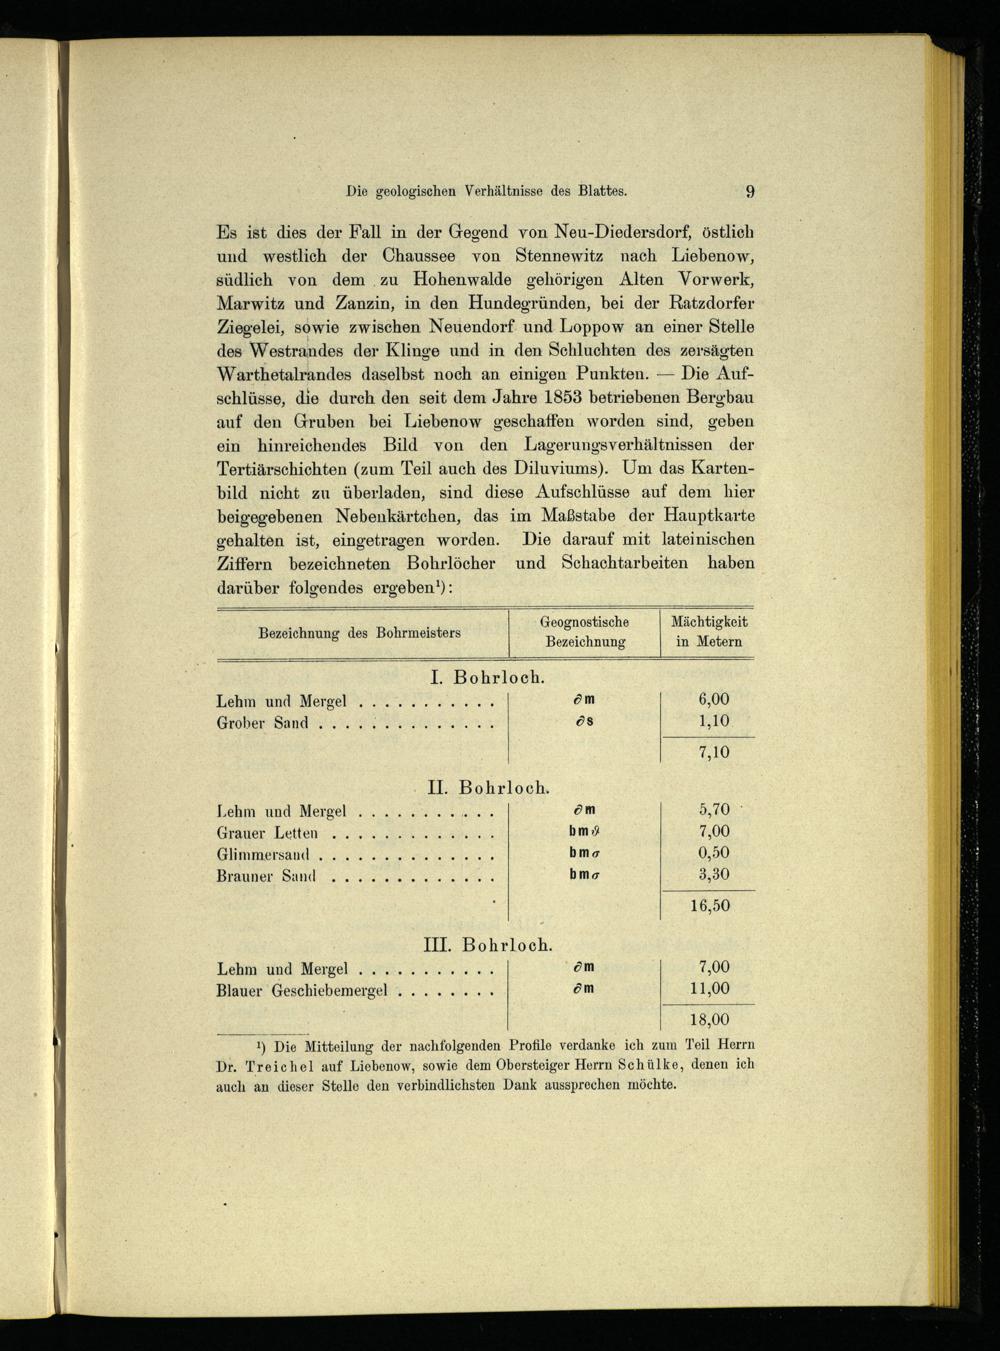 Die geologischen Verhältnisse des Blattes. 9
Es ist dies der Fall in der Gegend von Neu-Diedersdorf, östlich
und westlich der Chaussee von Stennewitz nach Liebenow,
südlich von dem zu Hohenwalde gehörigen Alten Vorwerk,
Marwitz und Zanzin, in den Hundegründen, bei der Ratzdorfer
Ziegelei, sowie zwischen Neuendorf und Loppow an einer Stelle
des Westrandes der Klinge und in den Schluchten des zersägten
Warthetalrandes daselbst noch an einigen Punkten. — Die Auf-
schlüsse, die durch den seit dem Jahre 1853 betriebenen Bergbau
auf den Gruben bei Liebenow geschaffen worden sind, geben
ein hinreichendes Bild von den Lagerungsverhältnissen der
Tertiärschichten (zum Teil auch des Diluviums). Um das Karten-
bild nicht zu überladen, sind diese Aufschlüsse auf dem hier
beigegebenen Nebenkärtchen, das im Maßstabe der Hauptkarte
gehalten ist, eingetragen worden. Die darauf mit lateinischen
Ziffern bezeichneten Bohrlöcher und Schachtarbeiten haben
darüber folgendes ergeben¹):
Bezeichnung des Bohrmeisters Geognostische Bezeichnung Mächtigkeit in Metern
I. Bohrloch.
Lehm und Mergel . . . . . . . . . . . ∂m 6,00
Grober Sand . . . . . . . . . . . . . . ∂s 1,10
7,10
II. Bohrloch.
Lehm und Mergel . . . . . . . . . . . ∂m 5,70
Grauer Letten . . . . . . . . . . . . . bmϑ 7,00
Glimmersand . . . . . . . . . . . . . . bmσ 0,50
Brauner Sand . . . . . . . . . . . . . bmσ 3,30
16,50
III. Bohrloch.
Lehm und Mergel . . . . . . . . . . . ∂m 7,00
Blauer Geschiebemergel . . . . . . . . ∂m 11,00
18,00
¹) Die Mitteilung der nachfolgenden Profile verdanke ich zum Teil Herrn
Dr. Treichel auf Liebenow, sowie dem Obersteiger Herrn Schülke, denen ich
auch an dieser Stelle den verbindlichsten Dank aussprechen möchte.